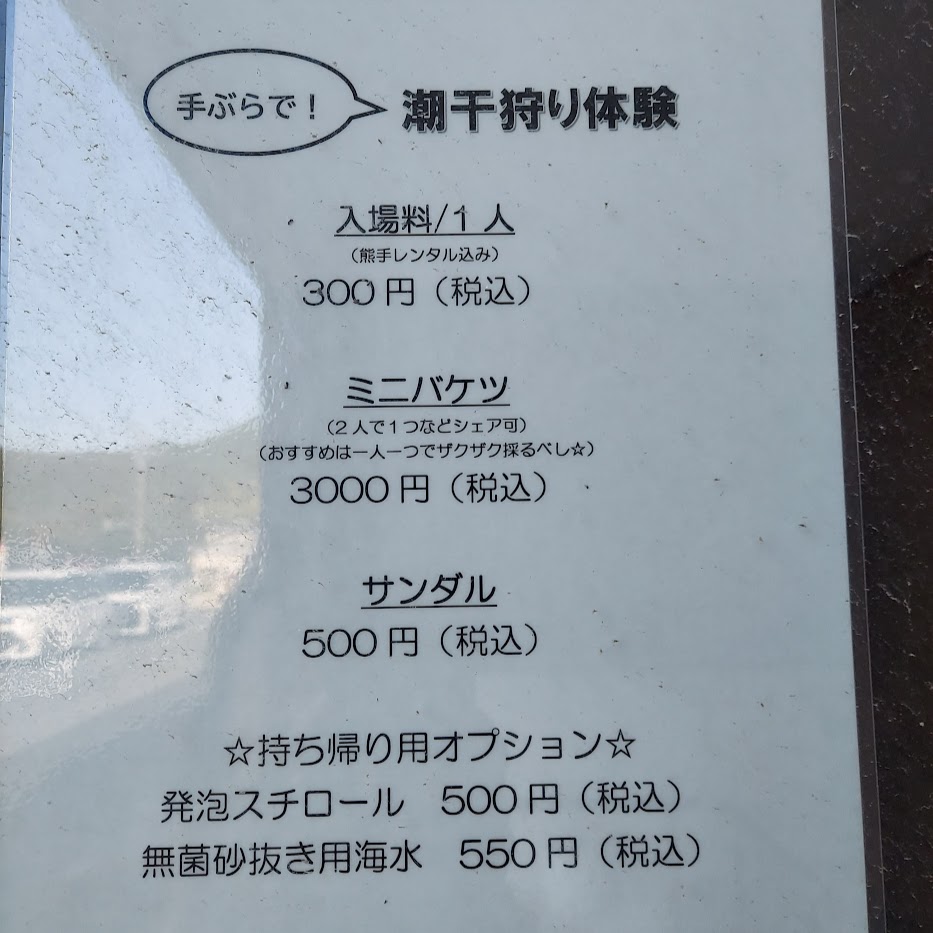 手ぶらで！
潮干狩り体験
入場料/1人
（熊手レンタル込み）
300円（税込）
ミニバケツ
（2人で1つなどシェア可）
（おすすめは一人一つでザクザク採るべし☆）
3000円（税込）
サンダル
500円（税込）
☆持ち帰り用オプション☆
発泡スチロール　500円（税込）
無菌砂抜き用海水　550円（税込）